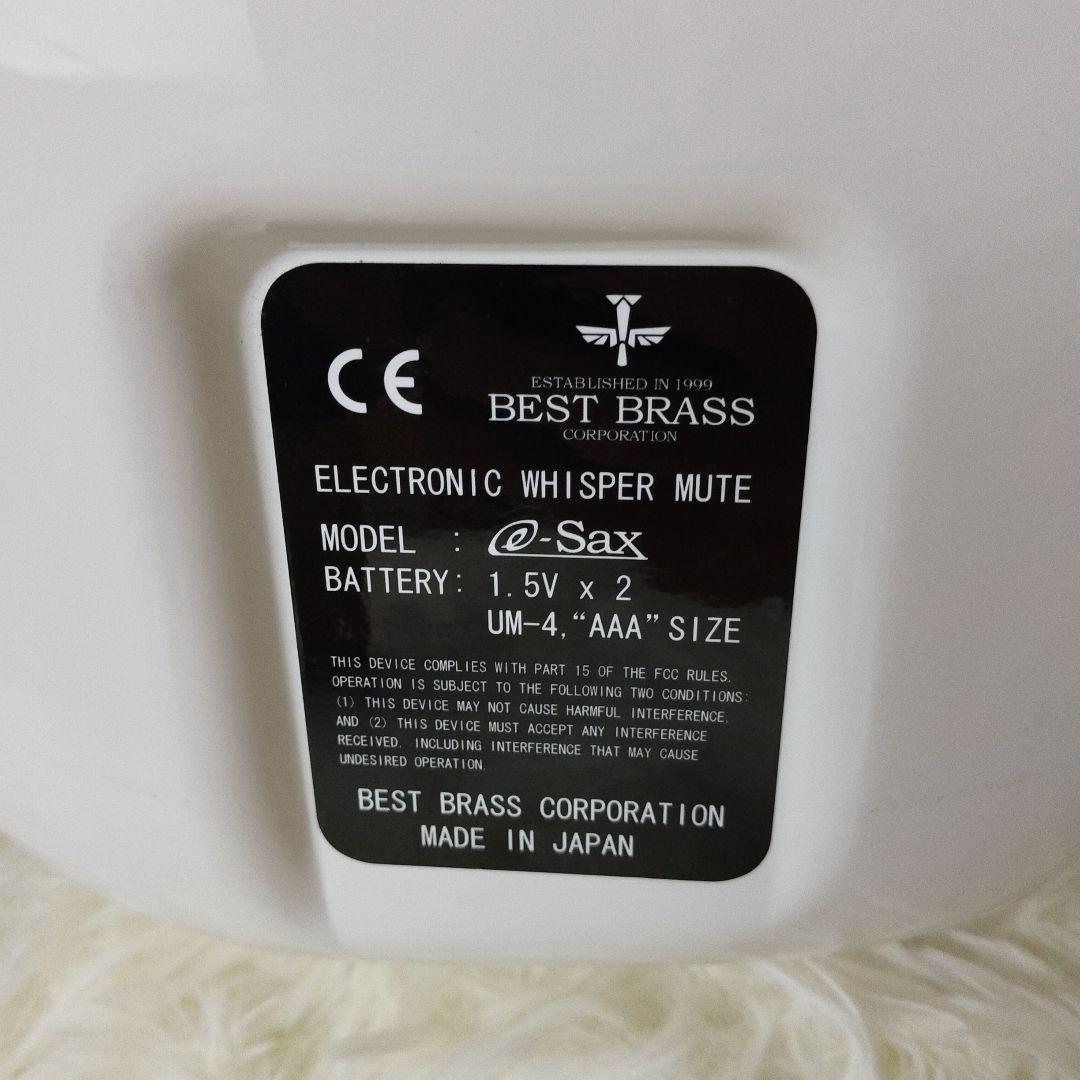 CE
ESTABLISHED IN 1999
BEST BRASS
CORPORATION
ELECTRONIC WHISPER MUTE
MODEL : e-Sax
BATTERY: 1.5V x 2
UM-4, "AAA" SIZE
THIS DEVICE COMPLIES WITH PART 15 OF THE FCC RULES.
OPERATION IS SUBJECT TO THE FOLLOWING TWO CONDITIONS:
(1) THIS DEVICE MAY NOT CAUSE HARMFUL INTERFERENCE,
AND (2) THIS DEVICE MUST ACCEPT ANY INTERFERENCE
RECEIVED, INCLUDING INTERFERENCE THAT MAY CAUSE
UNDESIRED OPERATION.
BEST BRASS CORPORATION
MADE IN JAPAN